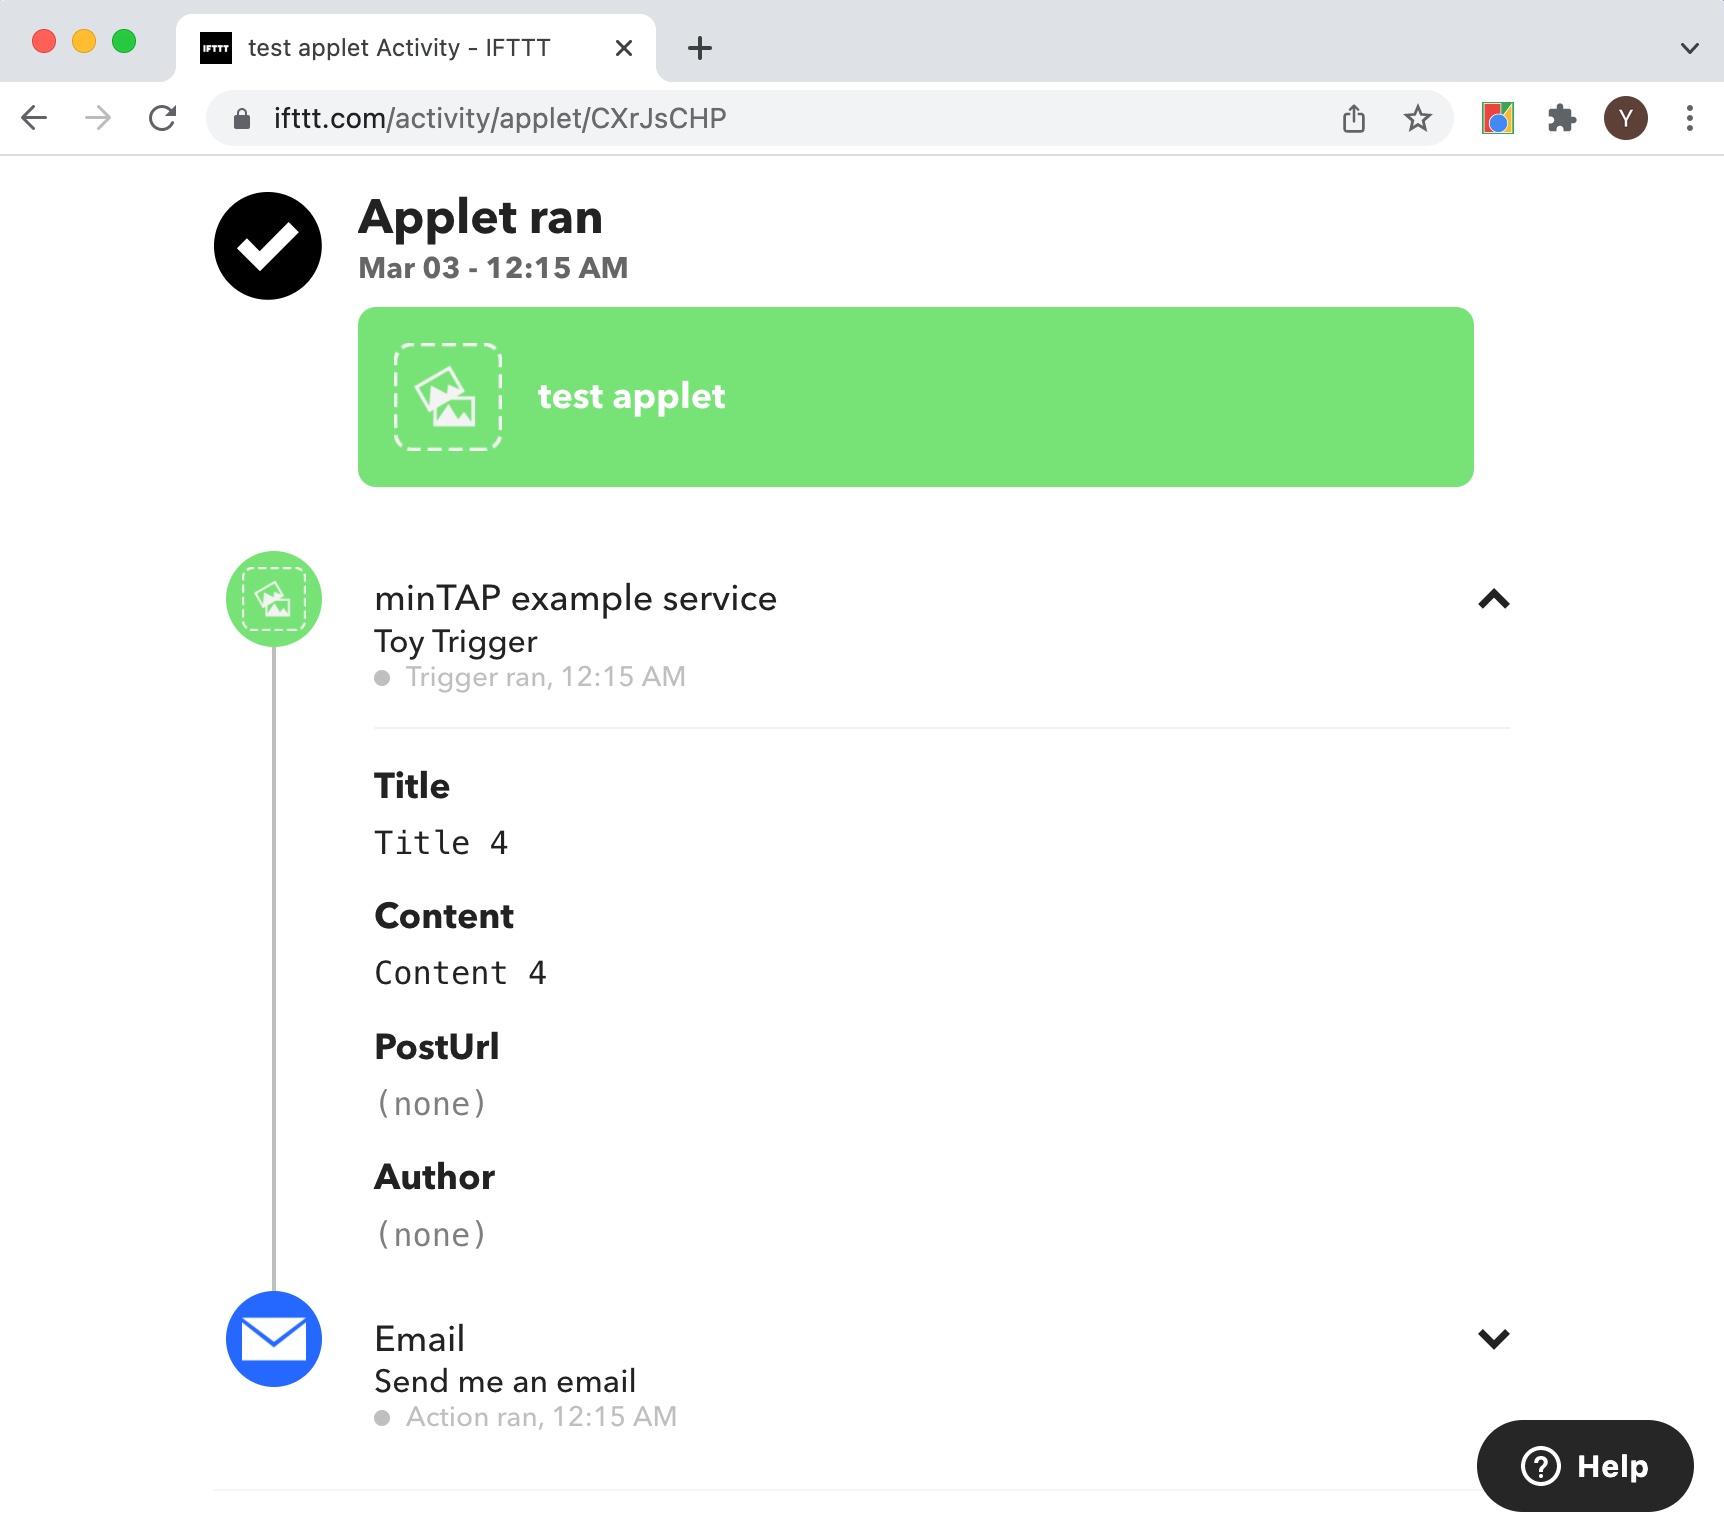 IFTTT
test applet Activity - IFTTT
ifttt.com/activity/applet/CXrJsCHP
Y
Applet ran
Mar 03 - 12:15 AM
test applet
minTAP example service
Toy Trigger
Trigger ran, 12:15 AM
Title
Title 4
Content
Content 4
PostUrl
(none)
Author
(none)
Email
Send me an email
Action ran, 12:15 AM
? Help